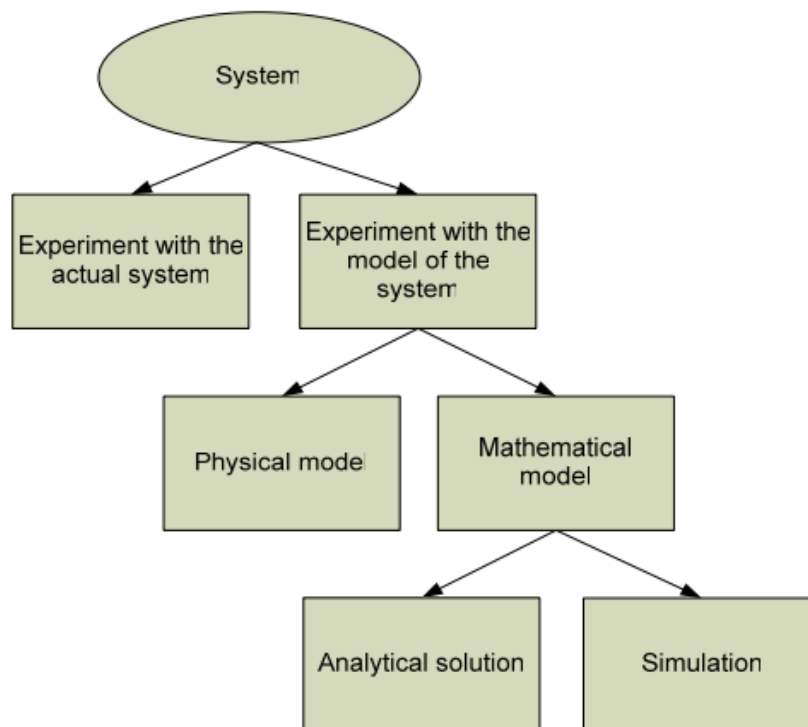 System
Experiment with the
actual system
Experiment with the
model of the
system
Physical model
Mathematical
model
Analytical solution
Simulation